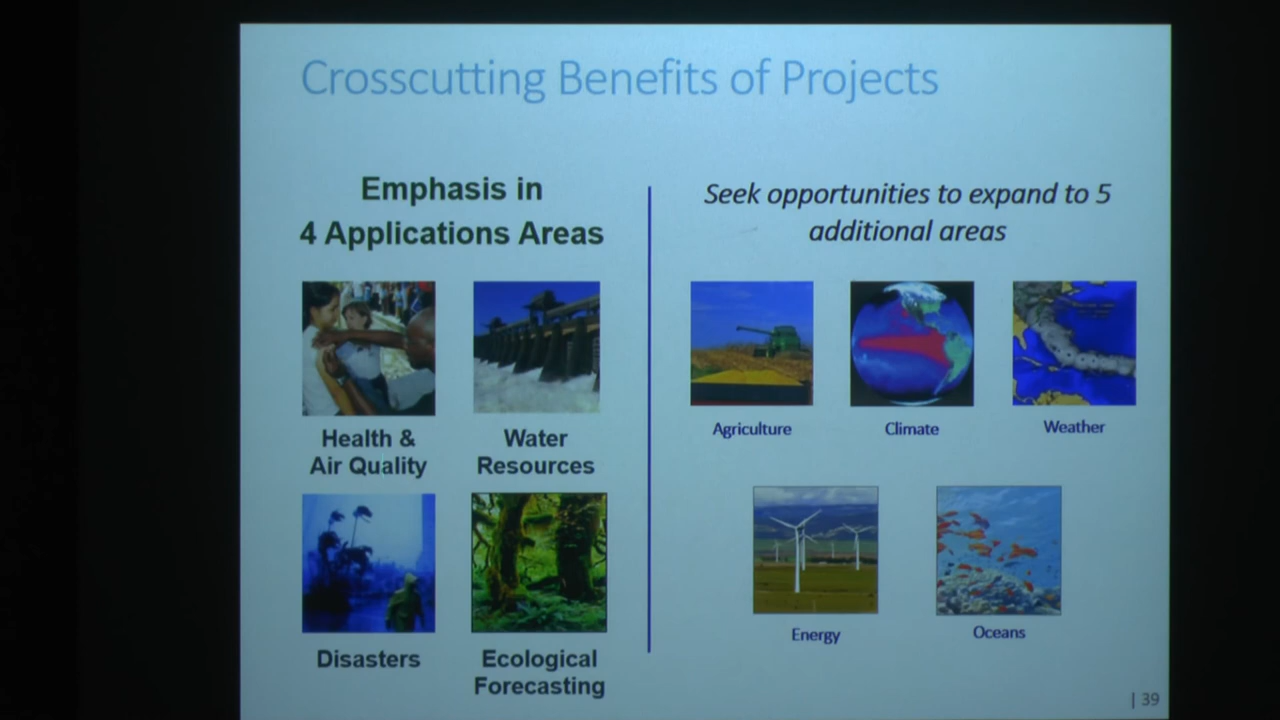 Crosscutting Benefits of Projects
Emphasis in
4 Applications Areas
Health &
Air Quality
Water
Resources
Disasters
Ecological
Forecasting
Seek opportunities to expand to 5
additional areas
Agriculture
Climate
Weather
Energy
Oceans
| 39